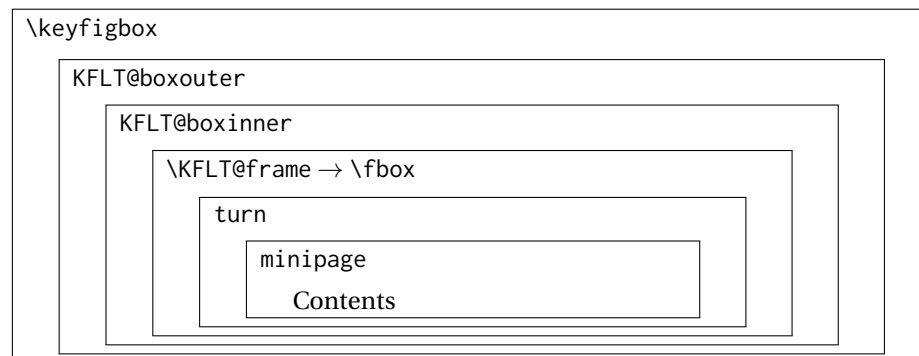 \keyfigbox
KFLT@boxouter
KFLT@boxinner
\KFLT@frame → \fbox
turn
minipage
Contents